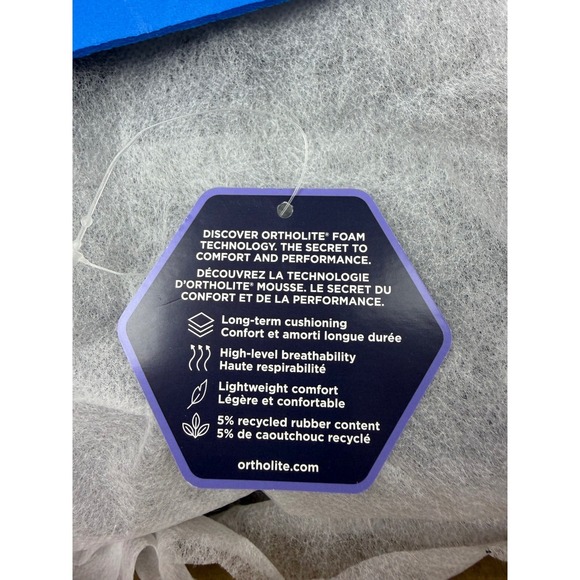 DISCOVER ORTHOLITE® FOAM
TECHNOLOGY. THE SECRET TO
COMFORT AND PERFORMANCE.
DÉCOUVREZ LA TECHNOLOGIE
D'ORTHOLITE® MOUSSE. LE SECRET DU
CONFORT ET DE LA PERFORMANCE.
Long-term cushioning
Confort et amorti longue durée
High-level breathability
Haute respirabilité
Lightweight comfort
Légère et confortable
5% recycled rubber content
5% de caoutchouc recyclé
ortholite.com